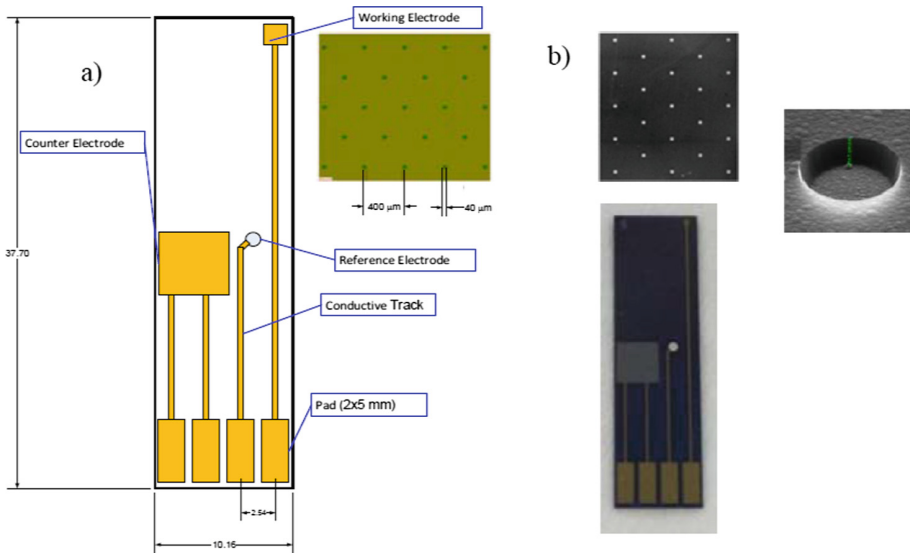 Working Electrode
a)
b)
Counter Electrode
400 µm
40 µm
37.70
Reference Electrode
Conductive Track
Pad (2x5 mm)
2.54
10.16